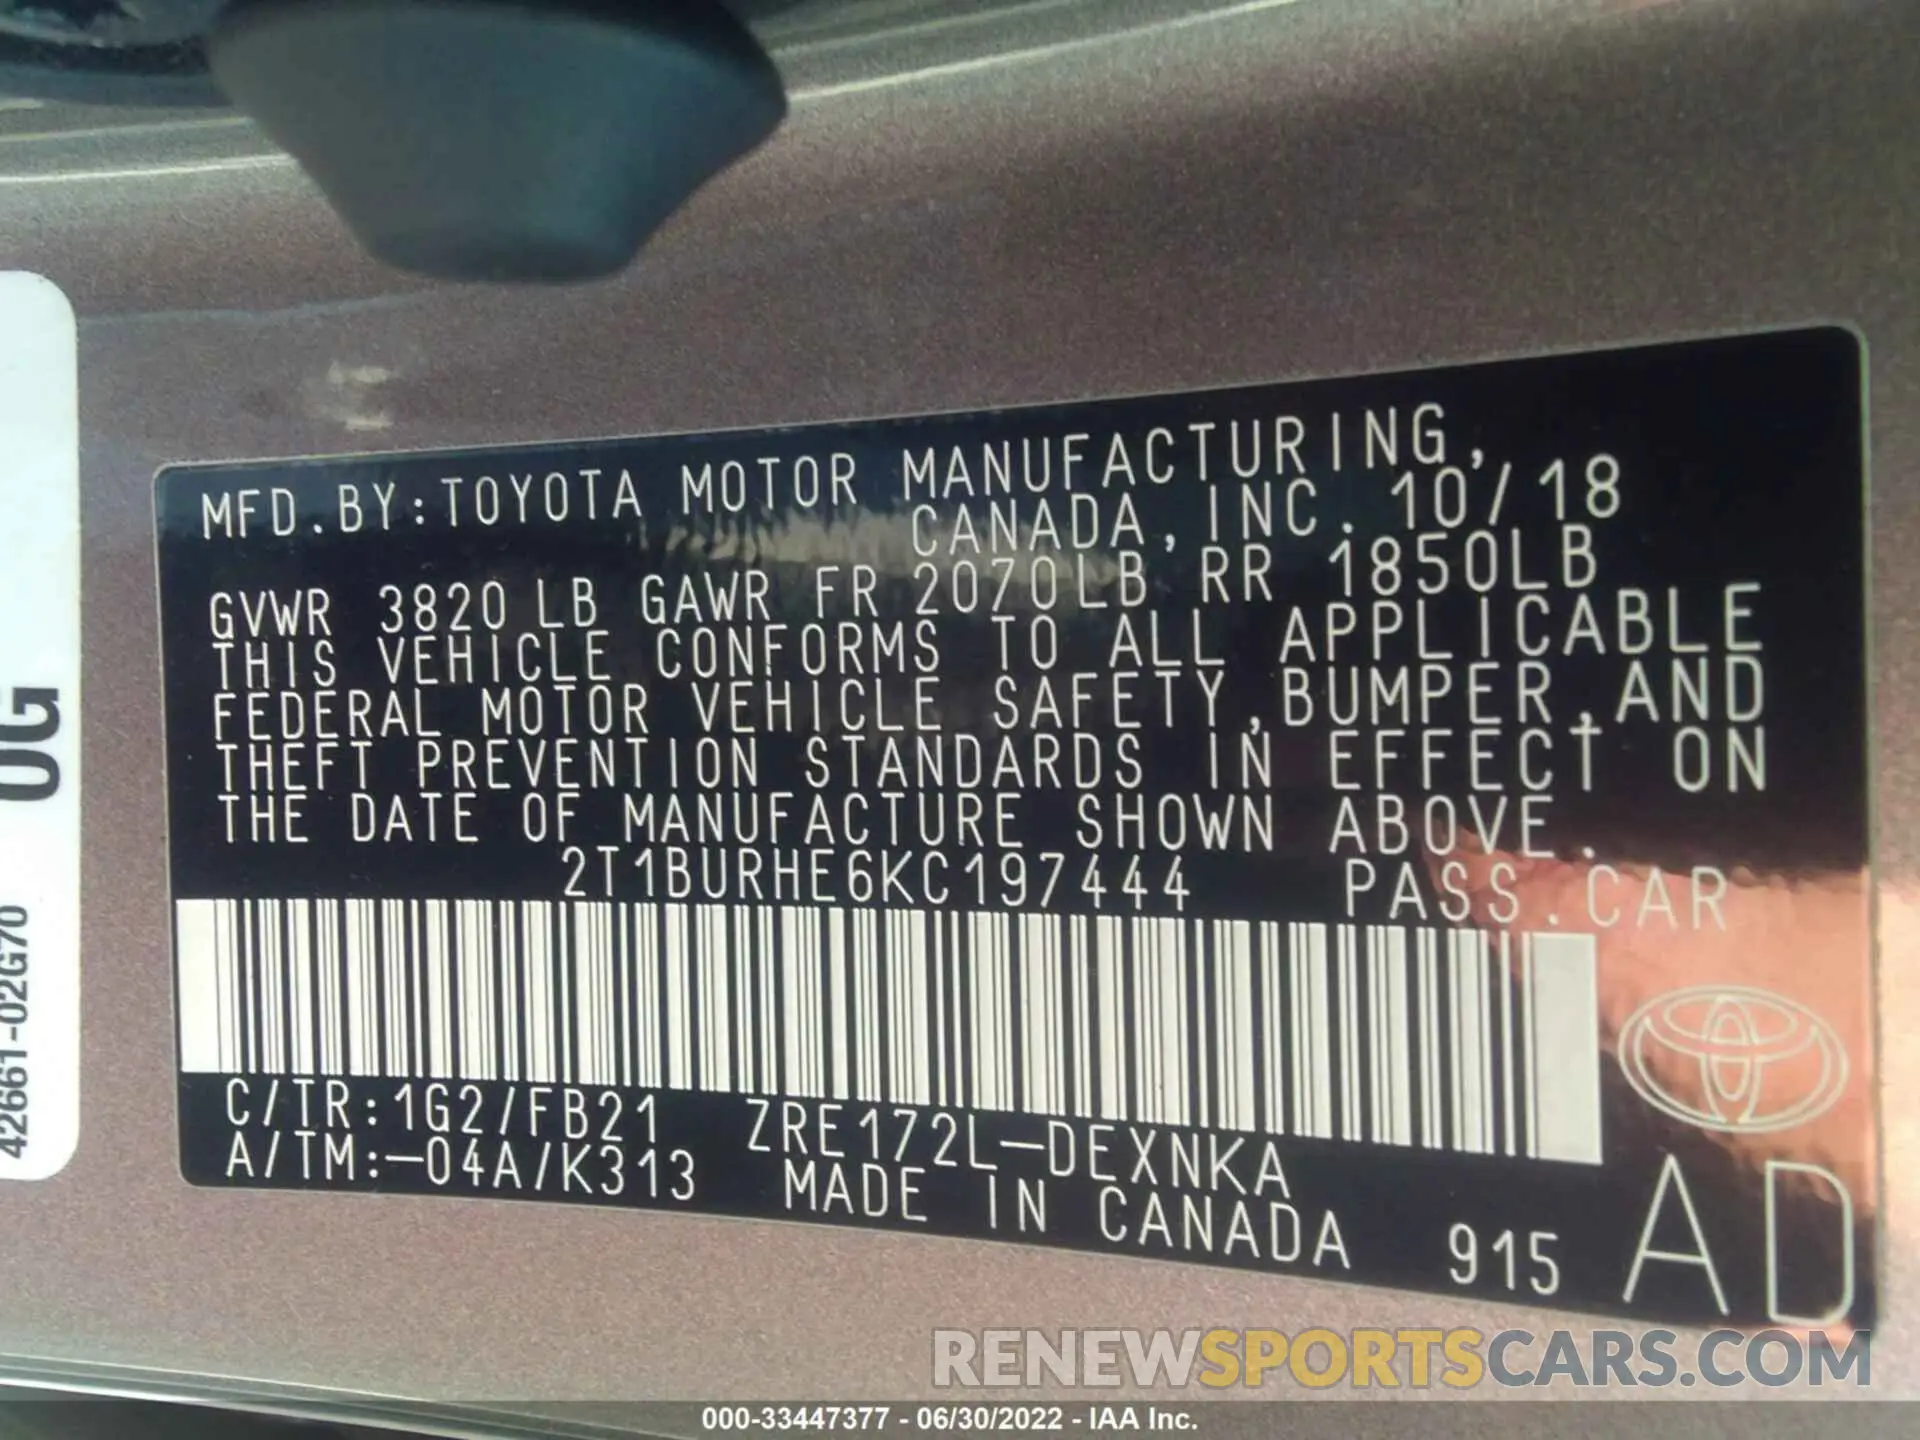 MFD.BY:TOYOTA MOTOR MANUFACTURING,
CANADA,INC. 10/18
GVWR 3820 LB GAWR FR 2070LB RR 1850LB
THIS VEHICLE CONFORMS TO ALL APPLICABLE
FEDERAL MOTOR VEHICLE SAFETY,BUMPER,AND
THEFT PREVENTION STANDARDS IN EFFECT ON
THE DATE OF MANUFACTURE SHOWN ABOVE.
2T1BURHE6KC197444 PASS.CAR
C/TR:1G2/FB21 ZRE172L-DEXNKA
A/TM:-04A/K313 MADE IN CANADA 915
AD
0G
42661-02G70
RENEWSPORTSCARS.COM
000-33447377 - 06/30/2022 - IAA Inc.